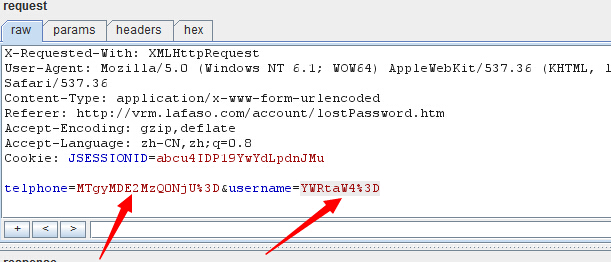 request
raw params headers hex
X-Requested-With: XMLHttpRequest
User-Agent: Mozilla/5.0 (Windows NT 6.1; WOW64) AppleWebKit/537.36 (KHTML, l
Safari/537.36
Content-Type: application/x-www-form-urlencoded
Referer: http://vrm.lafaso.com/account/lostPassword.htm
Accept-Encoding: gzip,deflate
Accept-Language: zh-CN,zh;q=0.8
Cookie: JSESSIONID=abcu4IDP19YwYdLpdnJMu
telphone=MTgyMDE2MzQ0NjU%3D&username=YWRtaW4%3D
+ < >